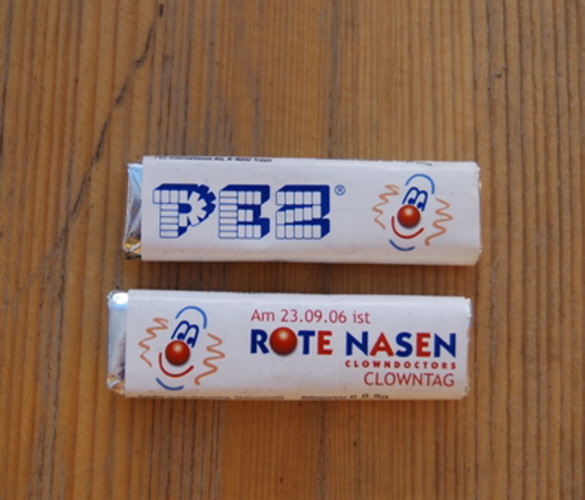 PEZ®
Am 23.09.06 ist
ROTE NASEN
CLOWNDOCTORS
CLOWNTAG